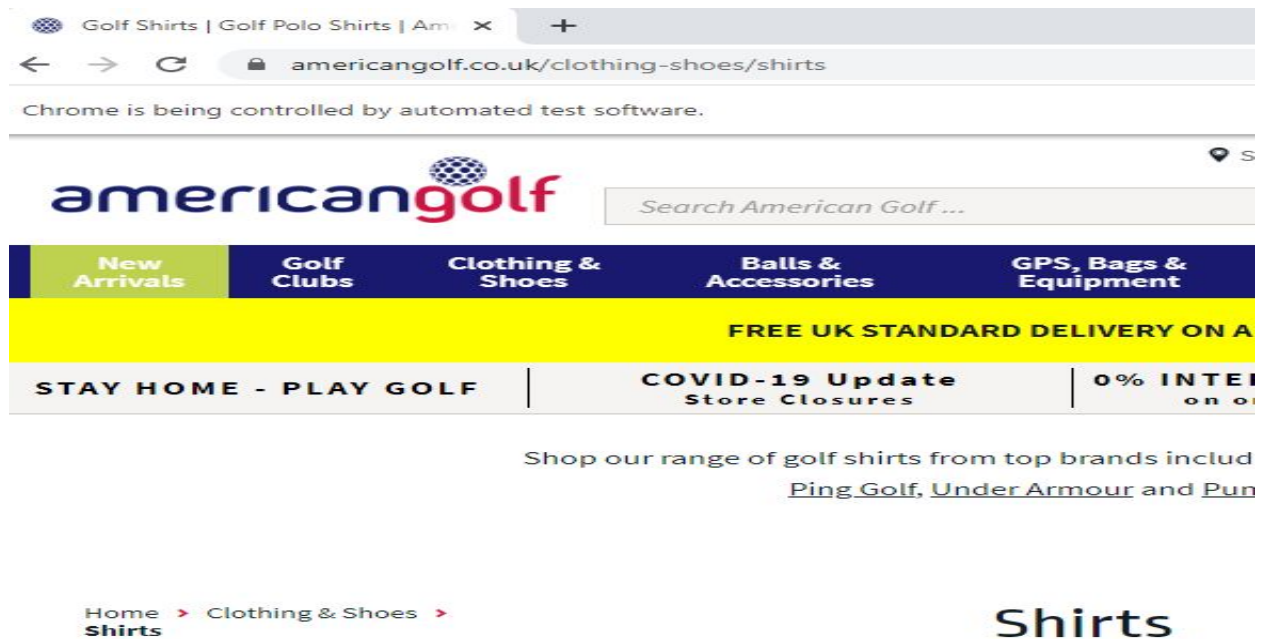 Golf Shirts | Golf Polo Shirts | Am
americangolf.co.uk/clothing-shoes/shirts
Chrome is being controlled by automated test software.
americangolf
Search American Golf ...
New Arrivals
Golf Clubs
Clothing & Shoes
Balls & Accessories
GPS, Bags & Equipment
FREE UK STANDARD DELIVERY ON A
STAY HOME - PLAY GOLF
COVID-19 Update
Store Closures
0%
on
Shop our range of golf shirts from top brands includ
Ping Golf, Under Armour and
Home > Clothing & Shoes >
Shirts
Shirts